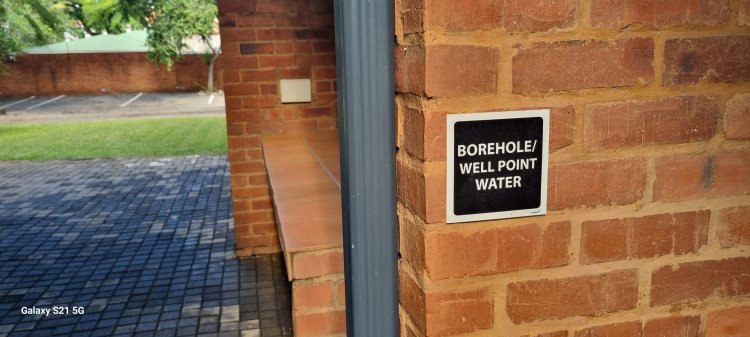 BOREHOLE/
WELL POINT
WATER
Galaxy S21 5G